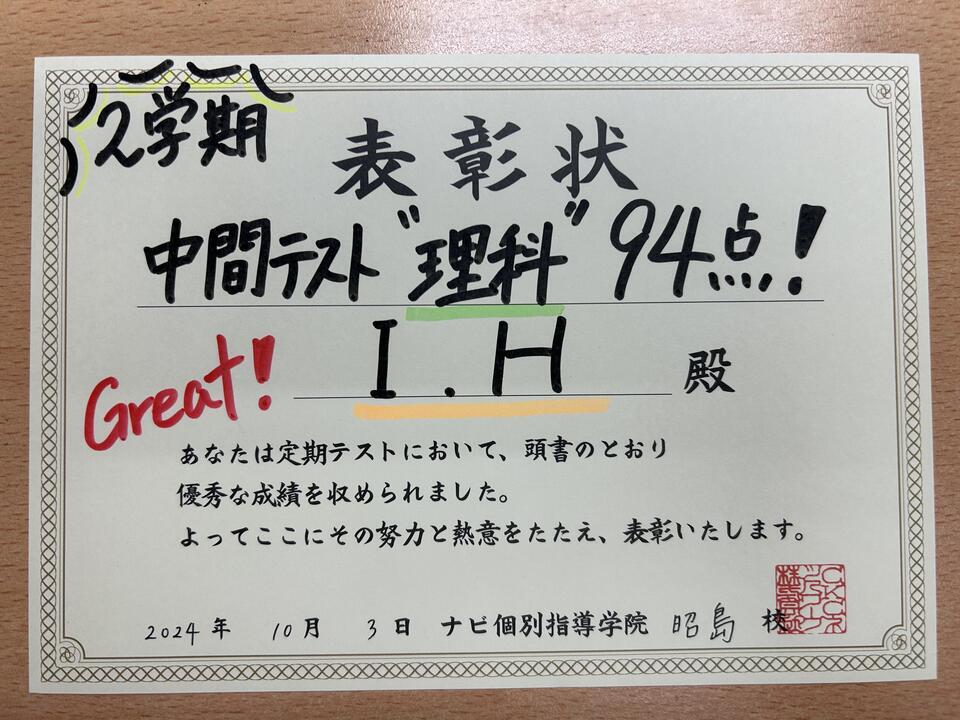 2学期
表彰状
中間テスト"理科"94点!
Great!
I.H 殿
あなたは定期テストにおいて、頭書のとおり
優秀な成績を収められました。
よってここにその努力と熱意をたたえ、表彰いたします。
2024年 10月 3日 ナビ個別指導学院 昭島 校